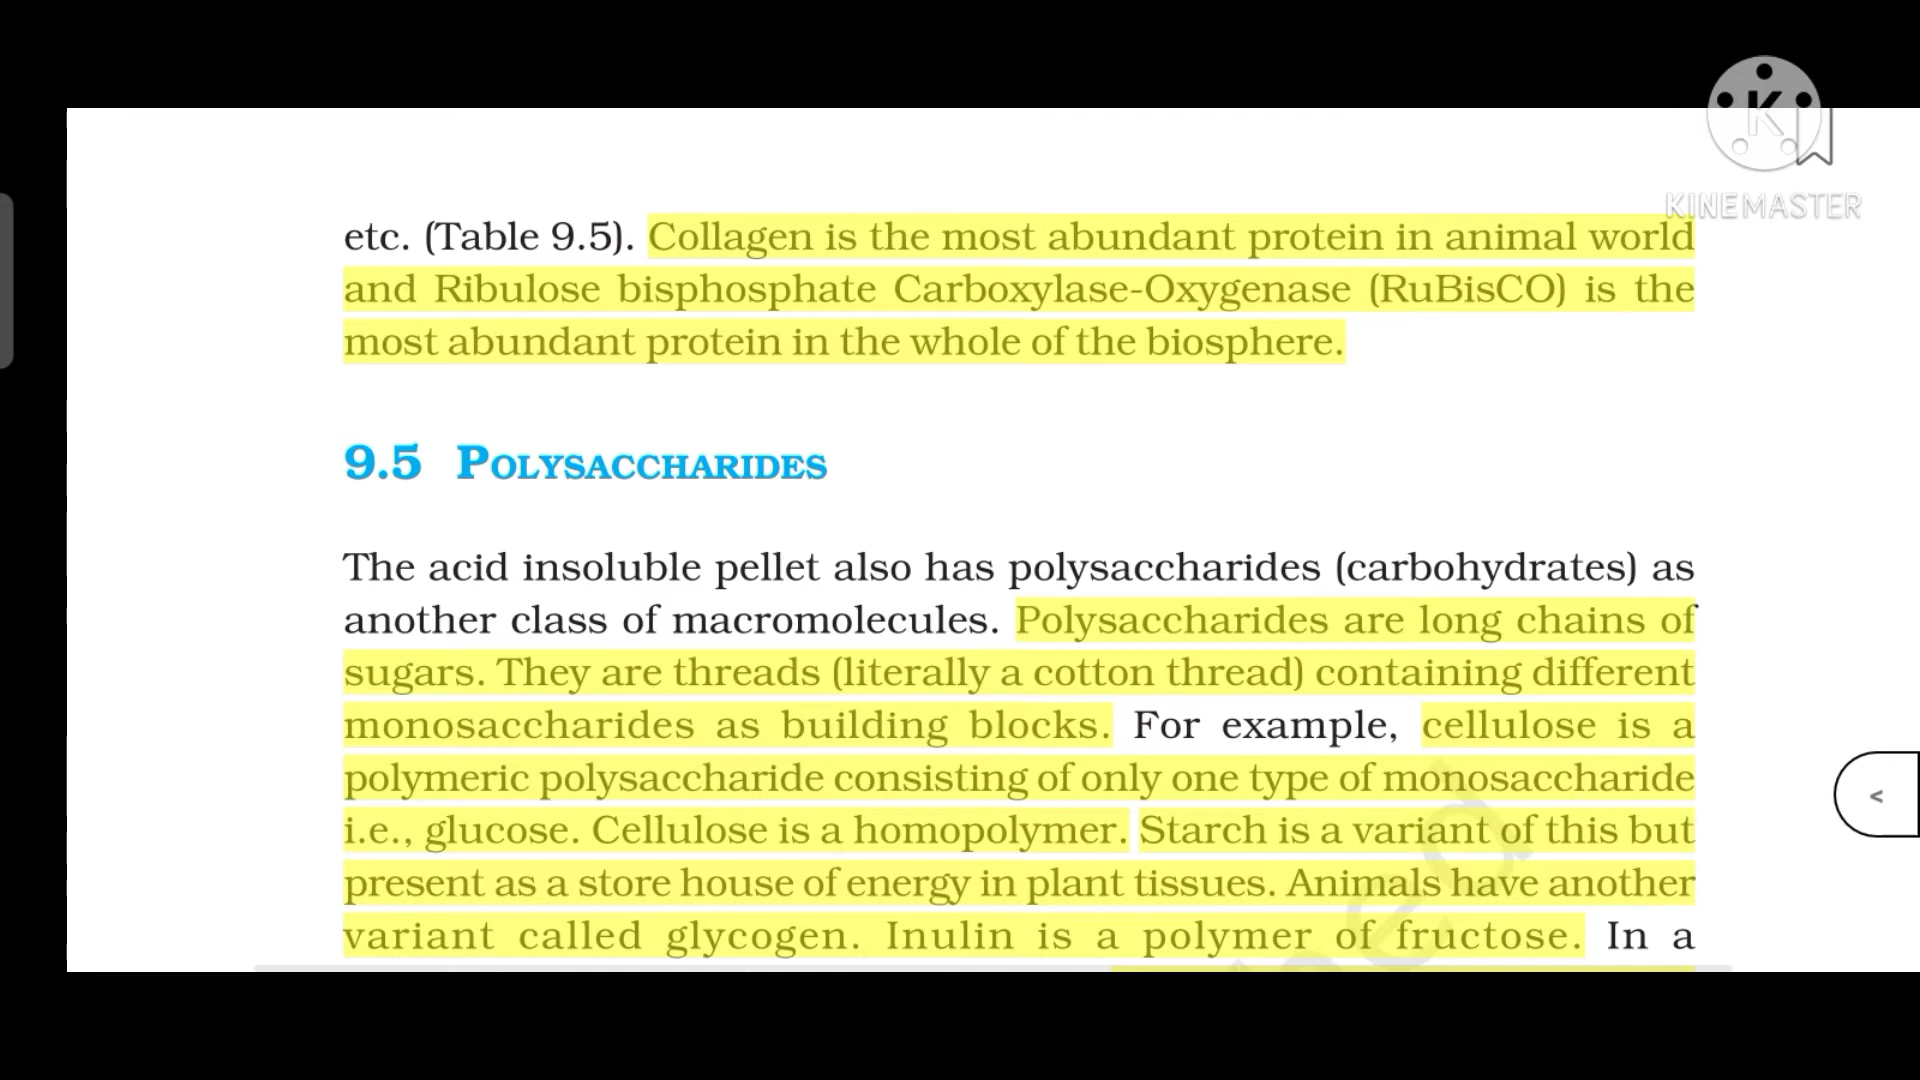 K
KINEMASTER
etc. (Table 9.5). Collagen is the most abundant protein in animal world
and Ribulose bisphosphate Carboxylase-Oxygenase (RuBisCO) is the
most abundant protein in the whole of the biosphere.
9.5 POLYSACCHARIDES
The acid insoluble pellet also has polysaccharides (carbohydrates) as
another class of macromolecules. Polysaccharides are long chains of
sugars. They are threads (literally a cotton thread) containing different
monosaccharides as building blocks. For example, cellulose is a
polymeric polysaccharide consisting of only one type of monosaccharide
i.e., glucose. Cellulose is a homopolymer. Starch is a variant of this but
present as a store house of energy in plant tissues. Animals have another
variant called glycogen. Inulin is a polymer of fructose. In a
<